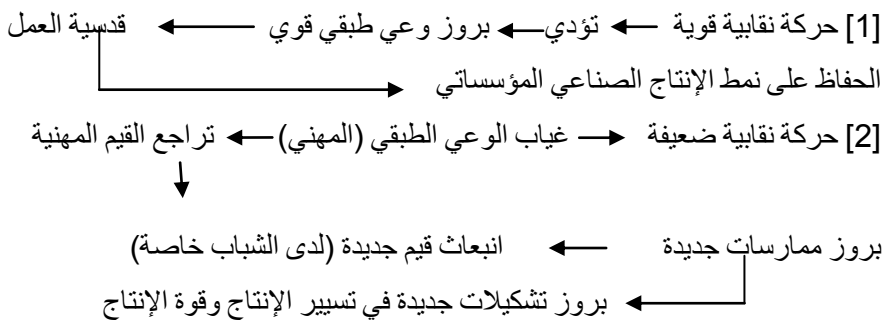 [1] حركة نقابية قوية تؤدي بروز وعي طبقي قوي قدسية العمل
الحفاظ على نمط الإنتاج الصناعي المؤسساتي
[2] حركة نقابية ضعيفة غياب الوعي الطبقي (المهني) تراجع القيم المهنية
بروز ممارسات جديدة انبعاث قيم جديدة (لدى الشباب خاصة)
بروز تشكيلات جديدة في تسيير الإنتاج وقوة الإنتاج